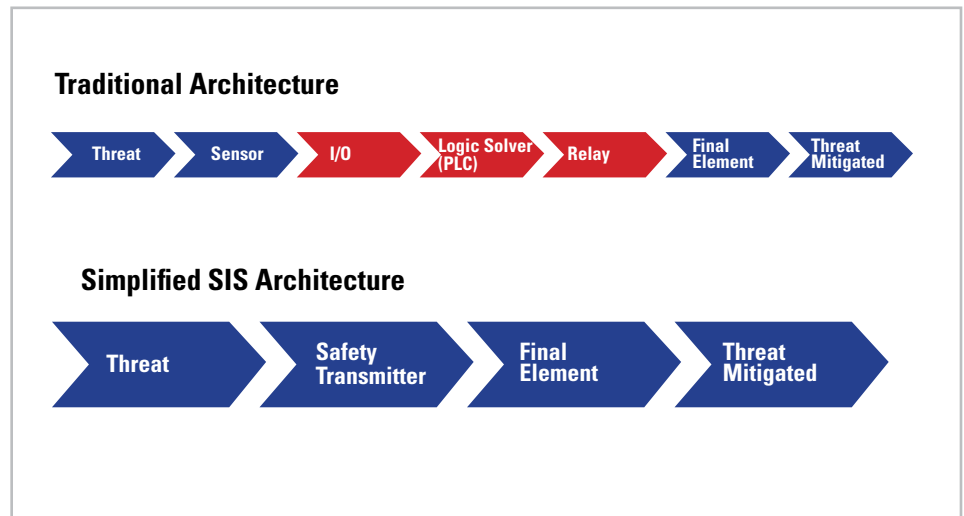 Traditional Architecture
Threat
Sensor
I/O
Logic Solver
(PLC)
Relay
Final
Element
Threat
Mitigated
Simplified SIS Architecture
Threat
Safety
Transmitter
Final
Element
Threat
Mitigated